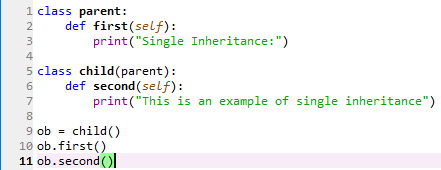 1 class parent:
2     def first(self):
3         print("Single Inheritance:")
4
5 class child(parent):
6     def second(self):
7         print("This is an example of single inheritance")
8
9 ob = child()
10 ob.first()
11 ob.second()